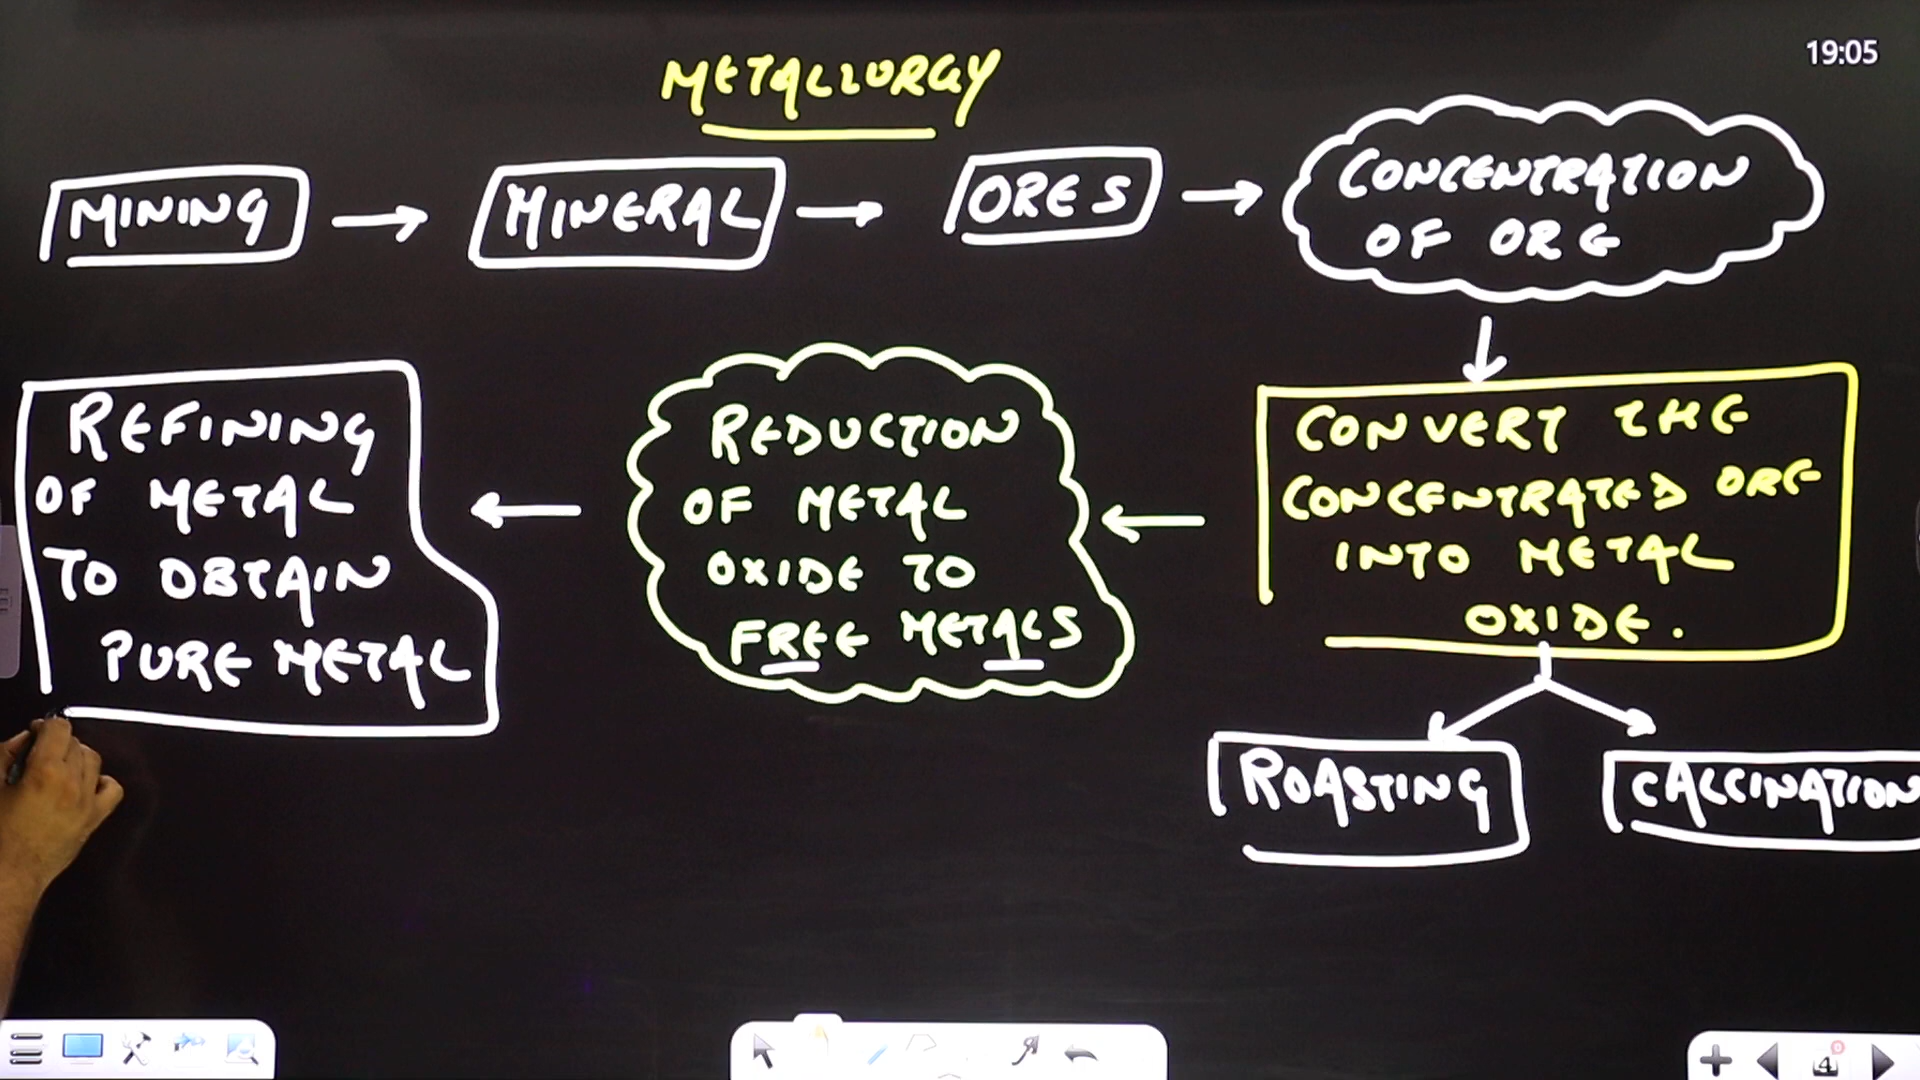 METALLURGY
19:05
MINING → MINERAL → ORES → CONCENTRATION
OF ORE
CONVERT THE
CONCENTRATED ORE
INTO METAL
OXIDE.
ROASTING
CALCINATION
REDUCTION
OF METAL
OXIDE TO
FREE METALS
REFINING
OF METAL
TO OBTAIN
PURE METAL
4